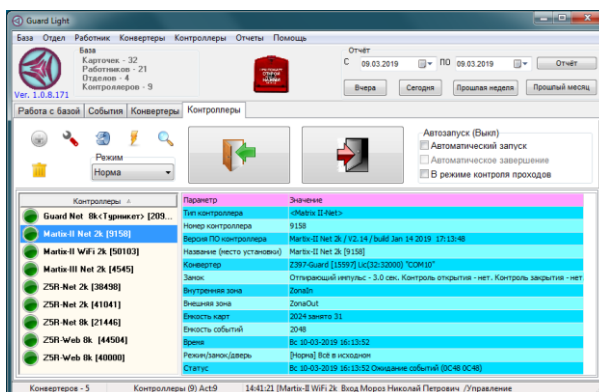 Guard Light
База Отдел Работник Конвертеры Контроллеры Отчеты Помощь
База
Карточек - 32
Работников - 21
Отделов - 4
Контроллеров - 9
Ver. 1.0.8.171
Отчёт
С 09.03.2019 ПО 09.03.2019 Отчёт
Вчера Сегодня Прошлая неделя Прошлый месяц
Работа с базой События Конвертеры Контроллеры
Режим
Норма
Автозапуск (Выкл)
Автоматический запуск
Автоматическое завершение
В режиме контроля проходов
Контроллеры Параметр Значение
Guard Net 8k<Турникет> [209...
Martix-II Net 2k [9158]
Martix-II WiFi 2k [50103]
Martix-III Net 2k [4545]
Z5R-Net 2k [38498]
Z5R-Net 2k [41041]
Z5R-Net 8k [21446]
Z5R-Web 8k [44504]
Z5R-Web 8k [40000]
Тип контроллера <Matrix II-Net>
Номер контроллера 9158
Версия ПО контроллера Martix-II Net 2k / V2.14 / build Jan 14 2019 17:13:48
Название (место установки) Martix-II Net 2k [9158]
Конвертер Z397-Guard [15597] Lic(32:32000) "COM10"
Замок Отпирающий импульс - 3.0 сек. Контроль открытия - нет. Контроль закрытия - нет
Внутренняя зона ZonaIn
Внешняя зона ZonaOut
Емкость карт 2024 занято 31
Емкость событий 2048
Время Вс 10-03-2019 16:13:52
Режим/замок/дверь [Норма] Всё в исходном
Статус Вс 10-03-2019 16:13:52 Ожидание событий (0C48 0C48)
Конвертеров - 5 Контроллеры (9) Act:9 14:41:21 [Martix-II WiFi 2k Вход Мороз Николай Петрович /Управление